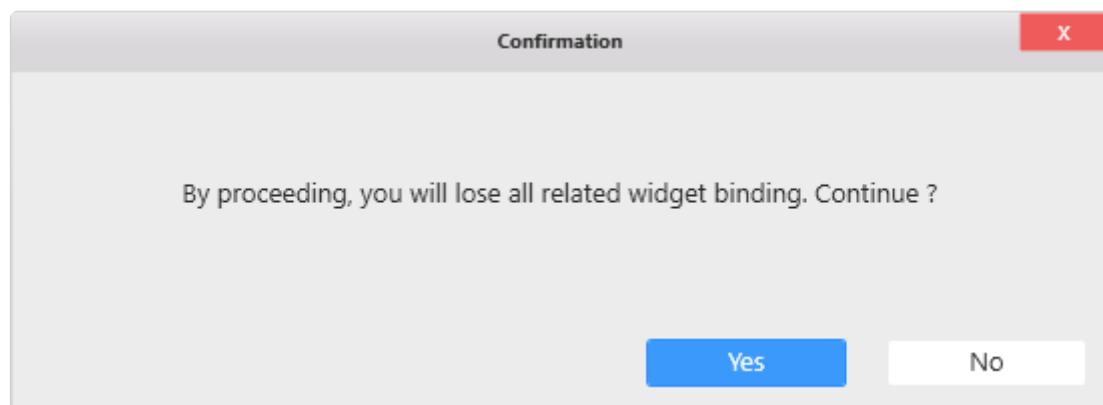 Confirmation
X
By proceeding, you will lose all related widget binding. Continue ?
Yes
No